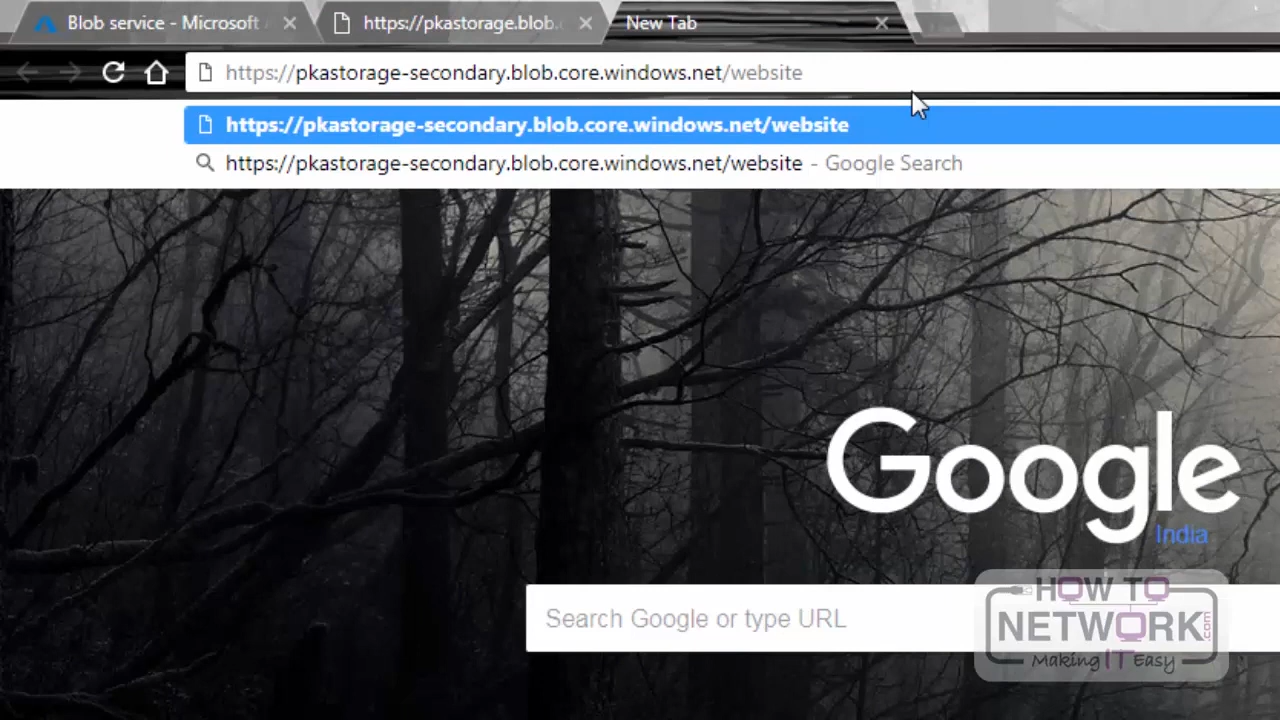 Blob service - Microsoft
https://pkastorage.blob.
New Tab
https://pkastorage-secondary.blob.core.windows.net/website
https://pkastorage-secondary.blob.core.windows.net/website
https://pkastorage-secondary.blob.core.windows.net/website - Google Search
Google
India
Search Google or type URL
HOW TO
NETWORK.com
Making IT Easy